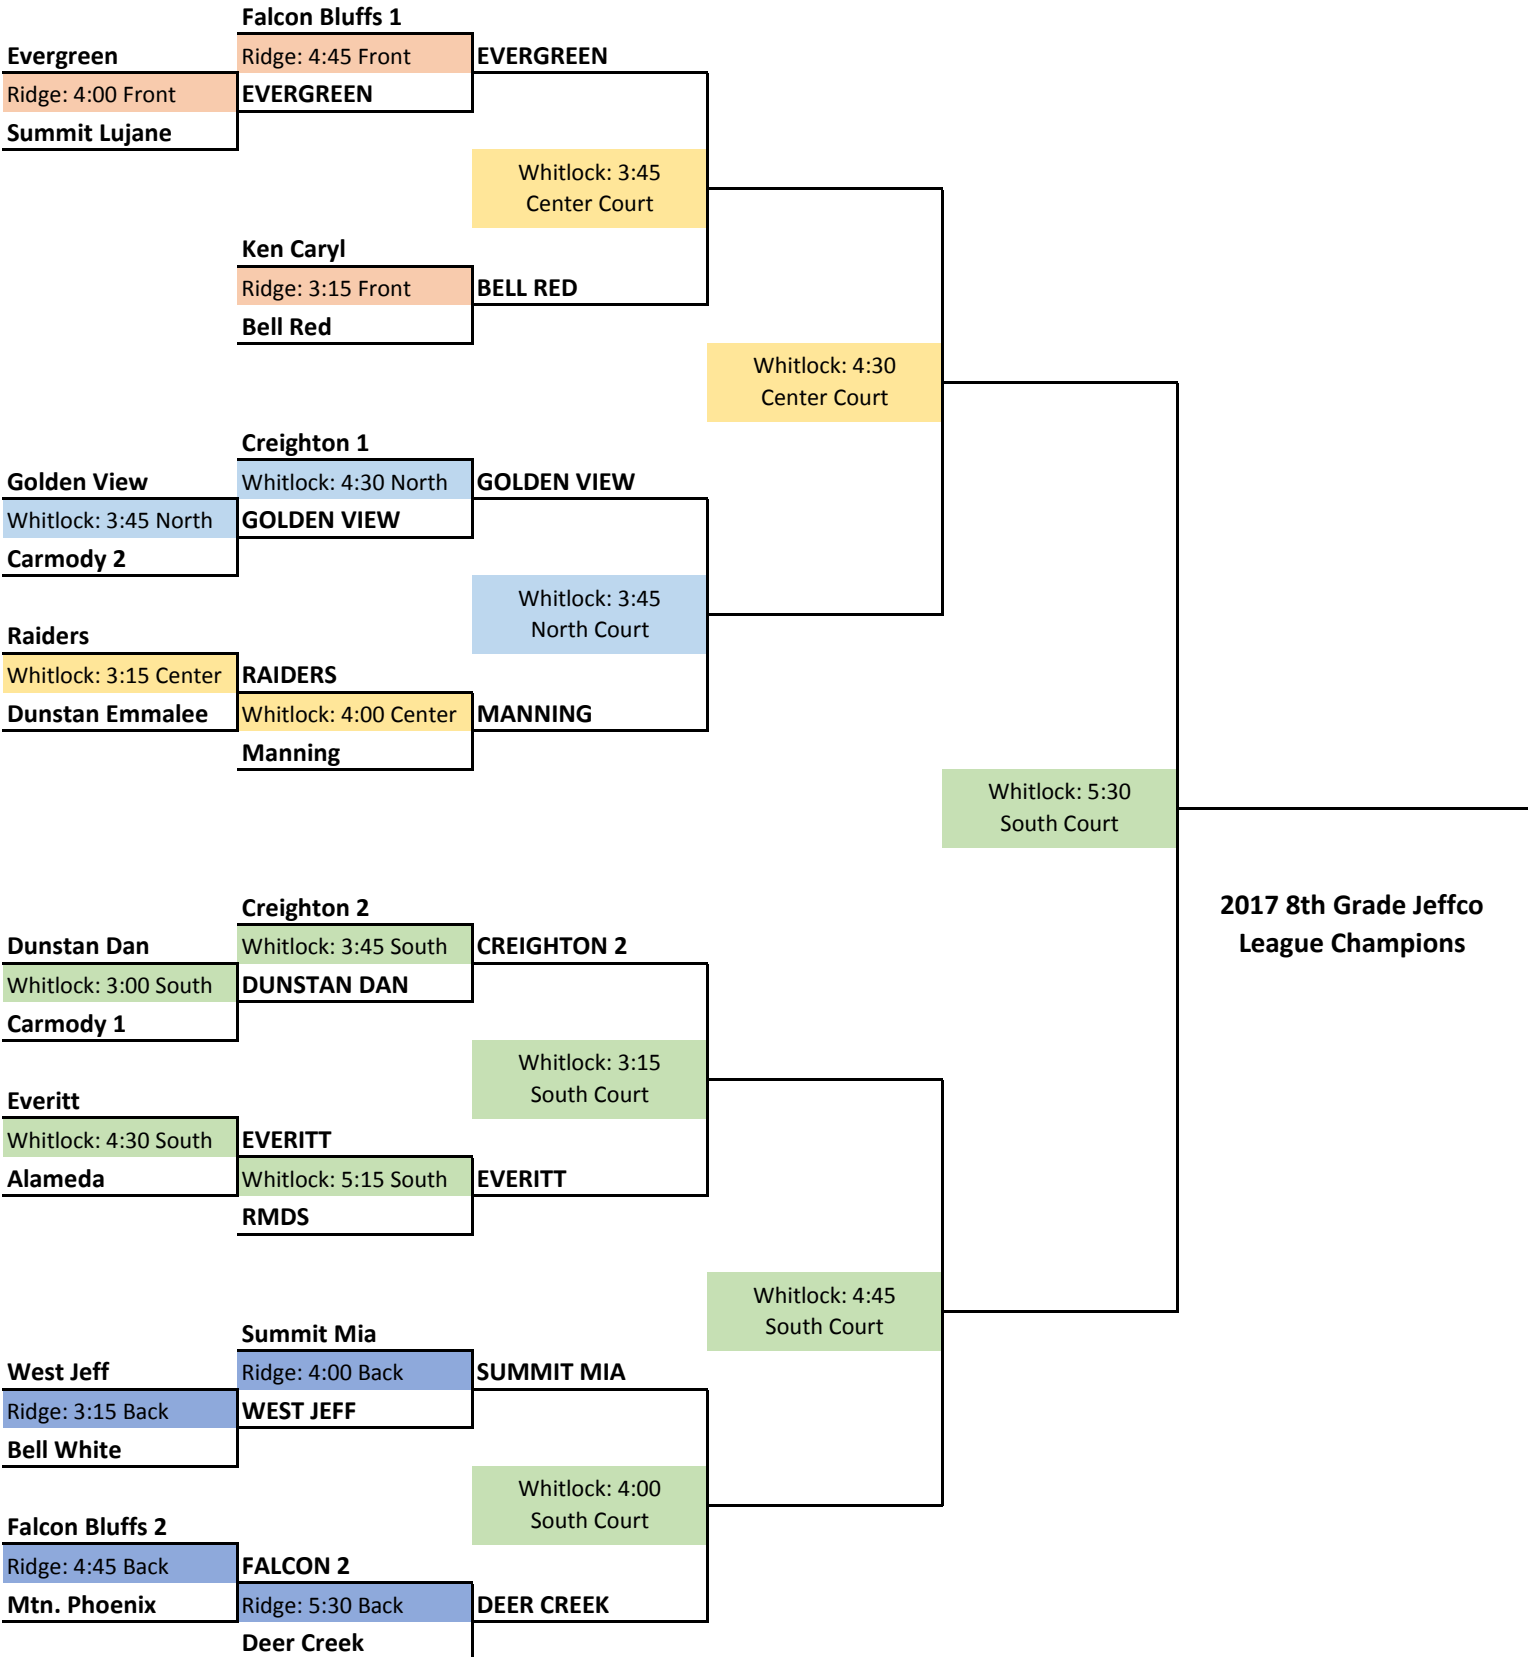 Falcon Bluffs 1
Evergreen
Ridge: 4:45 Front
EVERGREEN
Ridge: 4:00 Front
EVERGREEN
Summit Lujane
Whitlock: 3:45
Center Court
Ken Caryl
Ridge: 3:15 Front
BELL RED
Bell Red
Whitlock: 4:30
Center Court
Creighton 1
Golden View
Whitlock: 4:30 North
GOLDEN VIEW
Whitlock: 3:45 North
GOLDEN VIEW
Carmody 2
Whitlock: 3:45
North Court
Raiders
Whitlock: 3:15 Center
RAIDERS
Dunstan Emmalee
Whitlock: 4:00 Center
MANNING
Manning
Whitlock: 5:30
South Court
Creighton 2
2017 8th Grade Jeffco
League Champions
Dunstan Dan
Whitlock: 3:45 South
CREIGHTON 2
Whitlock: 3:00 South
DUNSTAN DAN
Carmody 1
Whitlock: 3:15
South Court
Everitt
Whitlock: 4:30 South
EVERITT
Alameda
Whitlock: 5:15 South
EVERITT
RMDS
Whitlock: 4:45
South Court
Summit Mia
West Jeff
Ridge: 4:00 Back
SUMMIT MIA
Ridge: 3:15 Back
WEST JEFF
Bell White
Whitlock: 4:00
South Court
Falcon Bluffs 2
Ridge: 4:45 Back
FALCON 2
Mtn. Phoenix
Ridge: 5:30 Back
DEER CREEK
Deer Creek